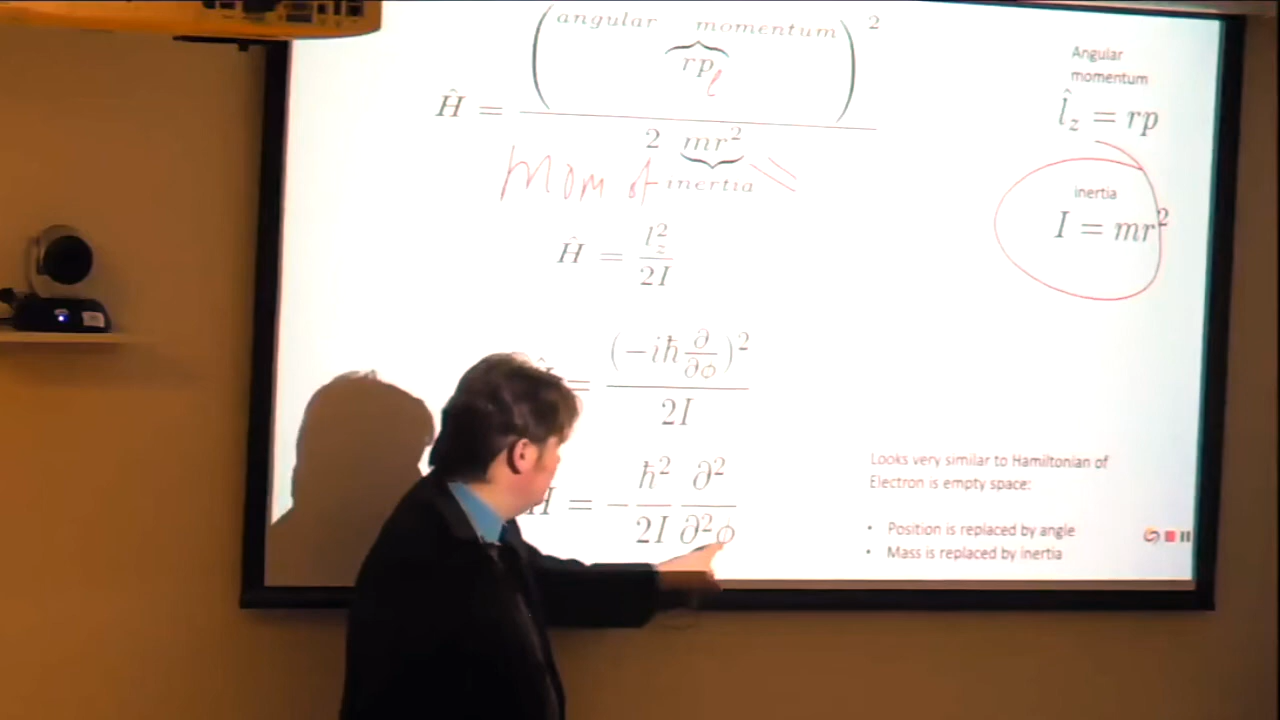 angular momentum
Ĥ = (rp_l)² / 2 mr²
Mom of inertia
Ĥ = l_z² / 2I
= (−iħ ∂/∂ϕ)² / 2I
H = − ħ²/2I ∂²/∂²ϕ
Angular
momentum
l̂_z = rp
inertia
I = mr²
Looks very similar to Hamiltonian of
Electron is empty space:
• Position is replaced by angle
• Mass is replaced by inertia